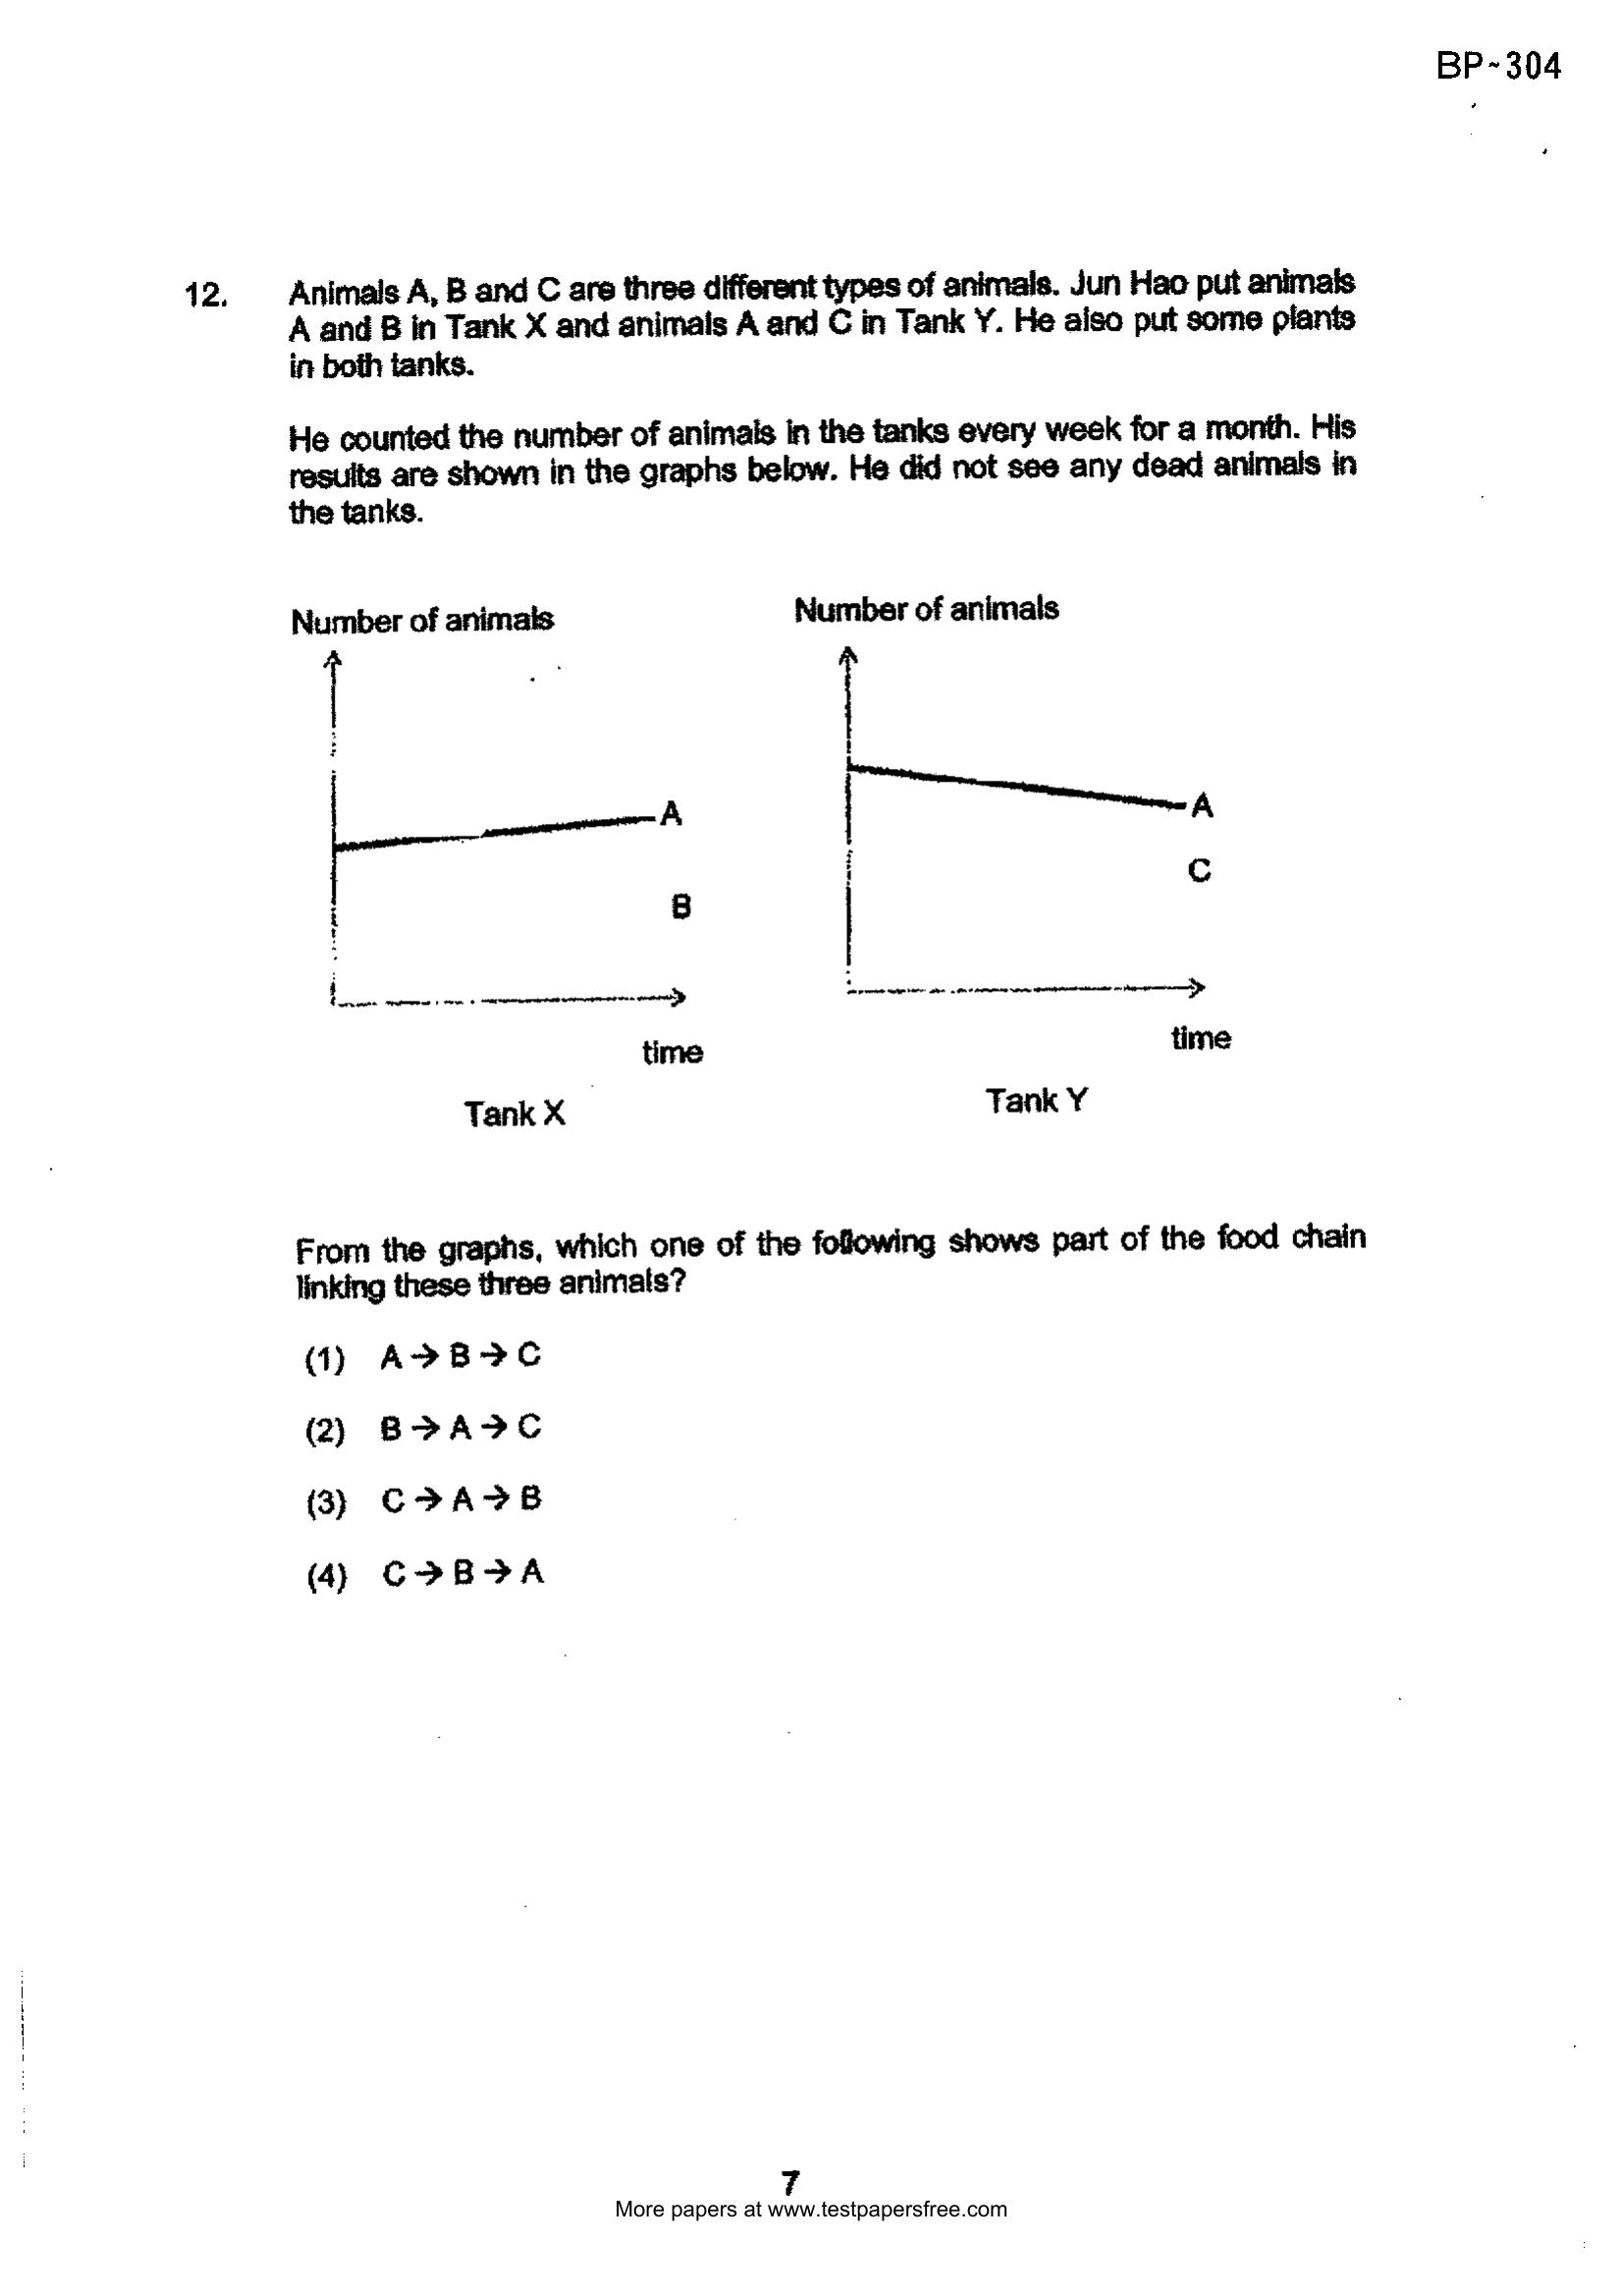 BP~304
12. Animals A, B and C are three different types of animals. Jun Hao put animals
A and B in Tank X and animals A and C in Tank Y. He also put some plants
in both tanks.
He counted the number of animals in the tanks every week for a month. His
results are shown in the graphs below. He did not see any dead animals in
the tanks.
Number of animals
A
B
time
Tank X
Number of animals
A
C
time
Tank Y
From the graphs, which one of the following shows part of the food chain
linking these three animals?
(1) A → B → C
(2) B → A → C
(3) C → A → B
(4) C → B → A
7
More papers at www.testpapersfree.com